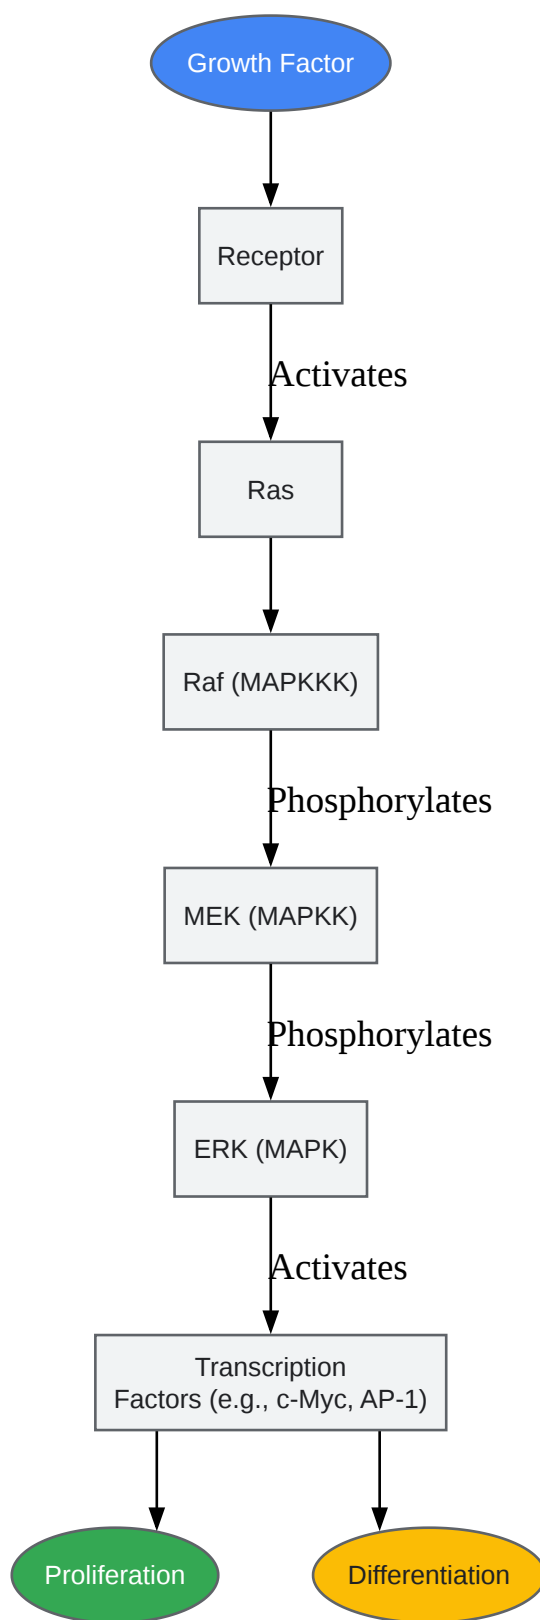 Growth Factor
Receptor
Activates
Ras
Raf (MAPKKK)
Phosphorylates
MEK (MAPKK)
Phosphorylates
ERK (MAPK)
Activates
Transcription
Factors (e.g., c-Myc, AP-1)
Proliferation
Differentiation